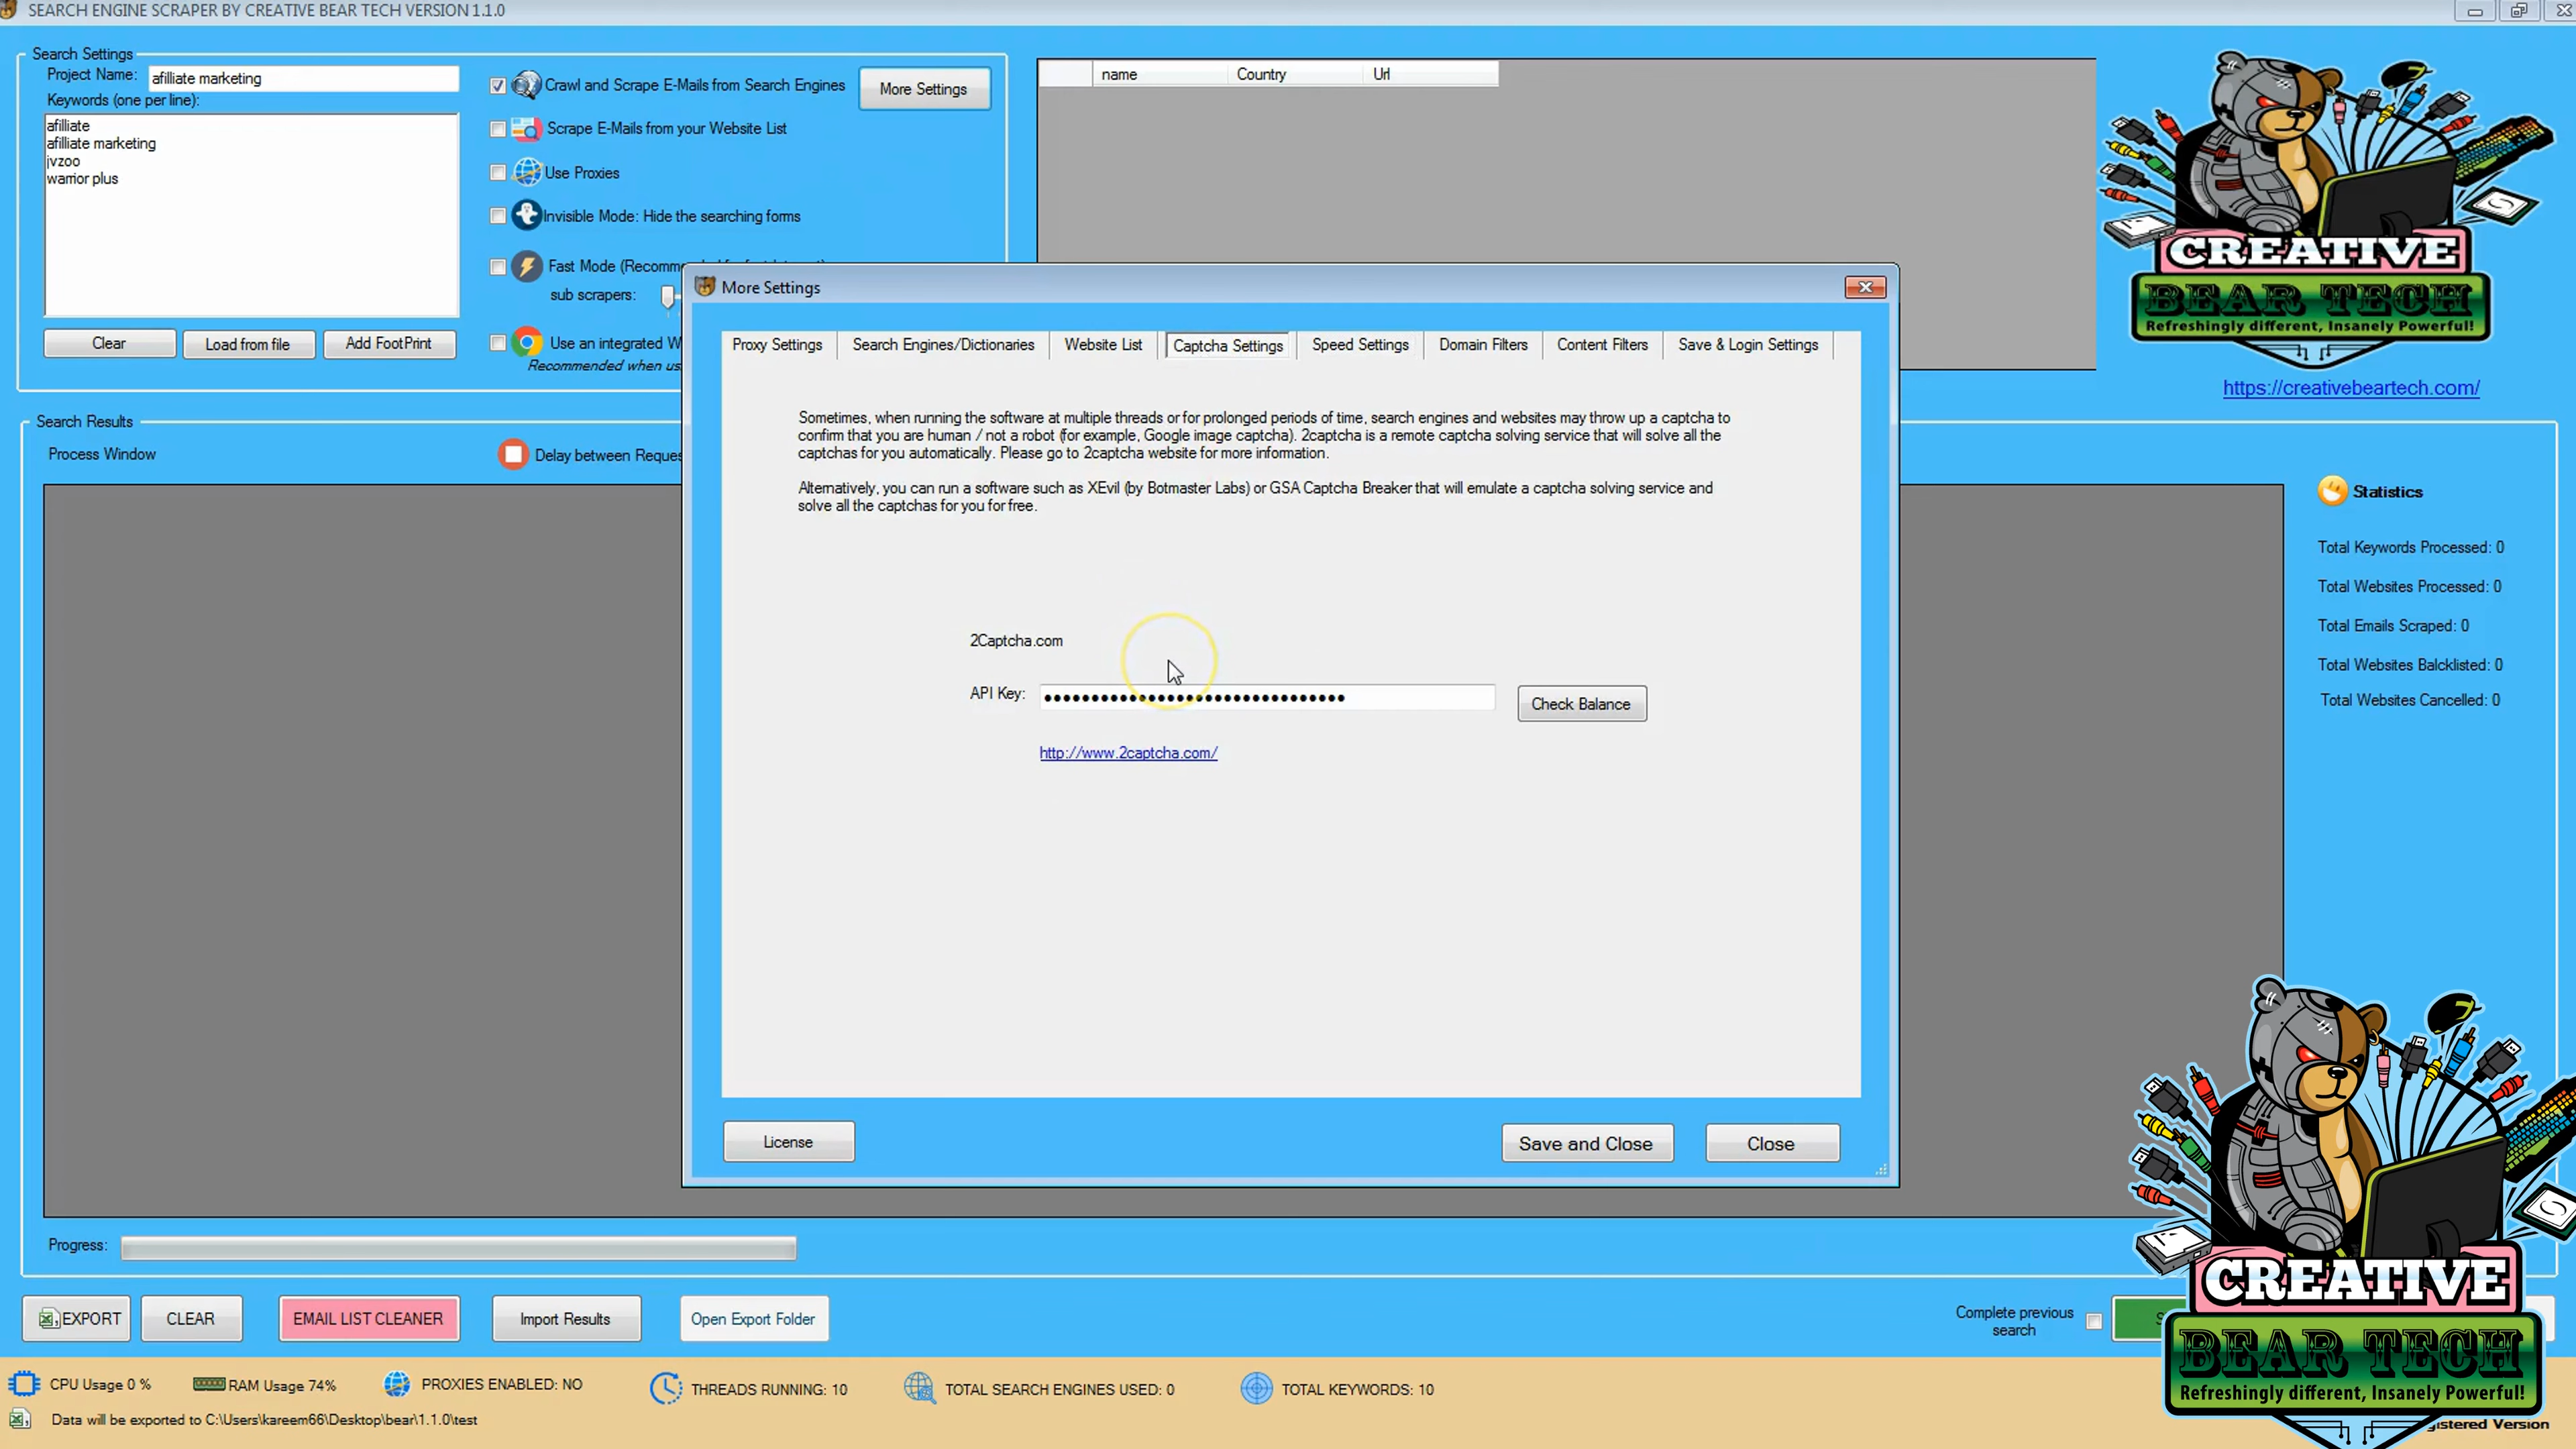 SEARCH ENGINE SCRAPER BY CREATIVE BEAR TECH VERSION 1.1.0
Search Settings
Project Name: afilliate marketing
Keywords (one per line):
afilliate
afilliate marketing
jvzoo
warrior plus
Clear
Load from file
Add FootPrint
Crawl and Scrape E-Mails from Search Engines
More Settings
Scrape E-Mails from your Website List
Use Proxies
Invisible Mode: Hide the searching forms
Fast Mode
sub scrapers:
Use an integrated
Recommended when
name Country Url
CREATIVE
BEAR TECH
Refreshingly different, Insanely Powerful!
https://creativebeartech.com/
More Settings
Proxy Settings
Search Engines/Dictionaries
Website List
Captcha Settings
Speed Settings
Domain Filters
Content Filters
Save & Login Settings
Sometimes, when running the software at multiple threads or for prolonged periods of time, search engines and websites may throw up a captcha to
confirm that you are human / not a robot (for example, Google image captcha). 2captcha is a remote captcha solving service that will solve all the
captchas for you automatically. Please go to 2captcha website for more information.
Alternatively, you can run a software such as XEvil (by Botmaster Labs) or GSA Captcha Breaker that will emulate a captcha solving service and
solve all the captchas for you for free.
2Captcha.com
API Key:
Check Balance
http://www.2captcha.com/
License
Save and Close
Close
Search Results
Process Window
Delay between
Statistics
Total Keywords Processed: 0
Total Websites Processed: 0
Total Emails Scraped: 0
Total Websites Balcklisted: 0
Total Websites Cancelled: 0
Progress:
EXPORT
CLEAR
EMAIL LIST CLEANER
Import Results
Open Export Folder
Complete previous
search
CREATIVE
BEAR TECH
Refreshingly different, Insanely Powerful!
CPU Usage 0 %
RAM Usage 74%
PROXIES ENABLED: NO
THREADS RUNNING: 10
TOTAL SEARCH ENGINES USED: 0
TOTAL KEYWORDS: 10
Data will be exported to C:\Users\kareem66\Desktop\bear\1.1.0\test
Version